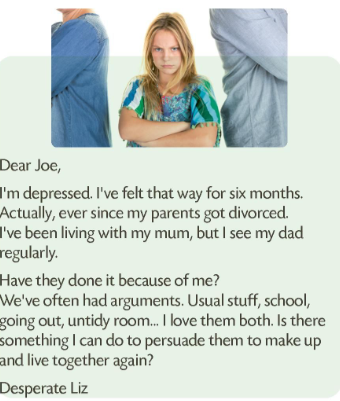 Dear Joe,
I'm depressed. I've felt that way for six months.
Actually, ever since my parents got divorced.
I've been living with my mum, but I see my dad
regularly.
Have they done it because of me?
We've often had arguments. Usual stuff, school,
going out, untidy room... I love them both. Is there
something I can do to persuade them to make up
and live together again?
Desperate Liz